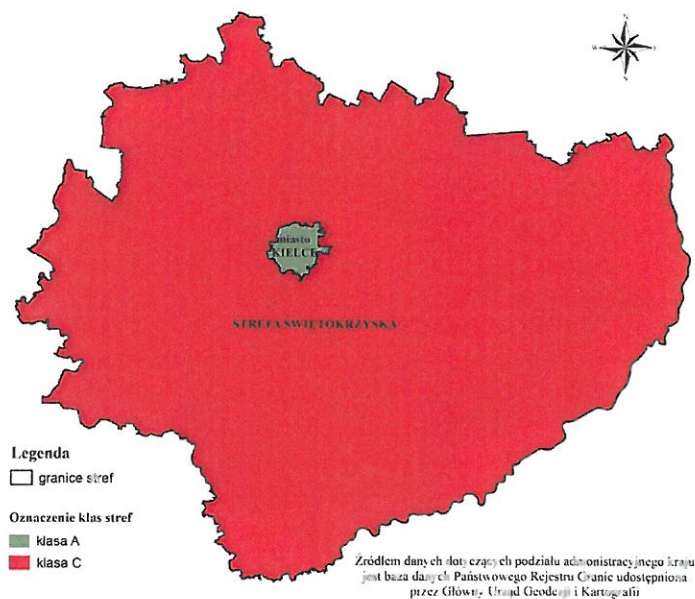 miasto
KIELCE
STREFA ŚWIĘTOKRZYSKA
Legenda
granice stref
Oznaczenie klas stref
klasa A
klasa C
Źródłem danych dotyczących podziału administracyjnego kraju
jest baza danych Państwowego Rejestru Granic udostępniona
przez Główny Urząd Geodezji i Kartografii